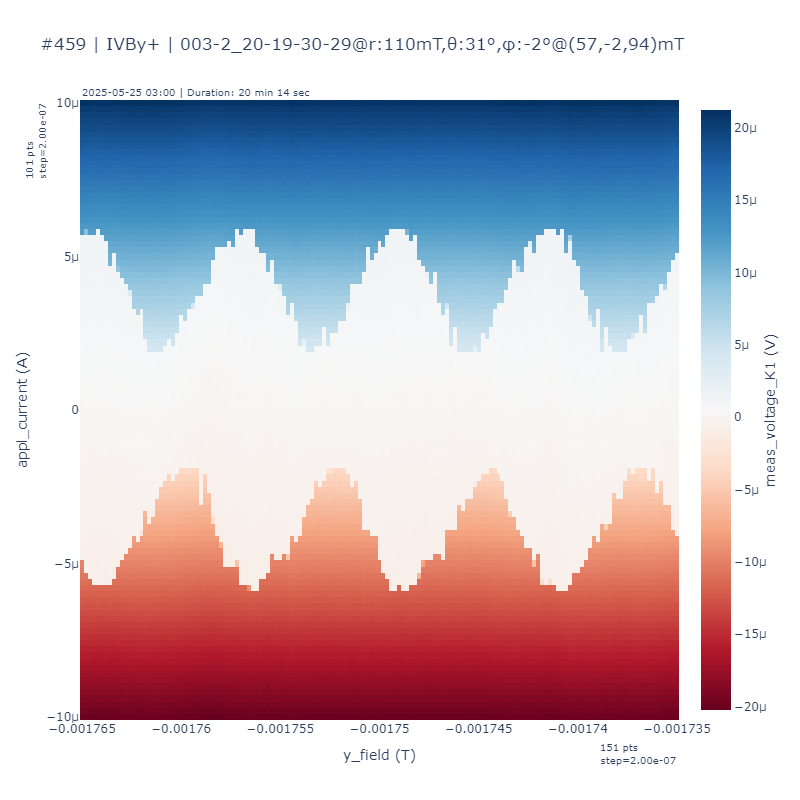 #459 | IVBy+ | 003-2_20-19-30-29@r:110mT,θ:31°,φ:-2°@(57,-2,94)mT
2025-05-25 03:00 | Duration: 20 min 14 sec
101 pts
step=2.00e-07
10μ
5μ
0
−5μ
−10μ
appl_current (A)
20μ
15μ
10μ
5μ
0
−5μ
−10μ
−15μ
−20μ
meas_voltage_K1 (V)
−0.001765
−0.00176
−0.001755
−0.00175
−0.001745
−0.00174
−0.001735
y_field (T)
151 pts
step=2.00e-07